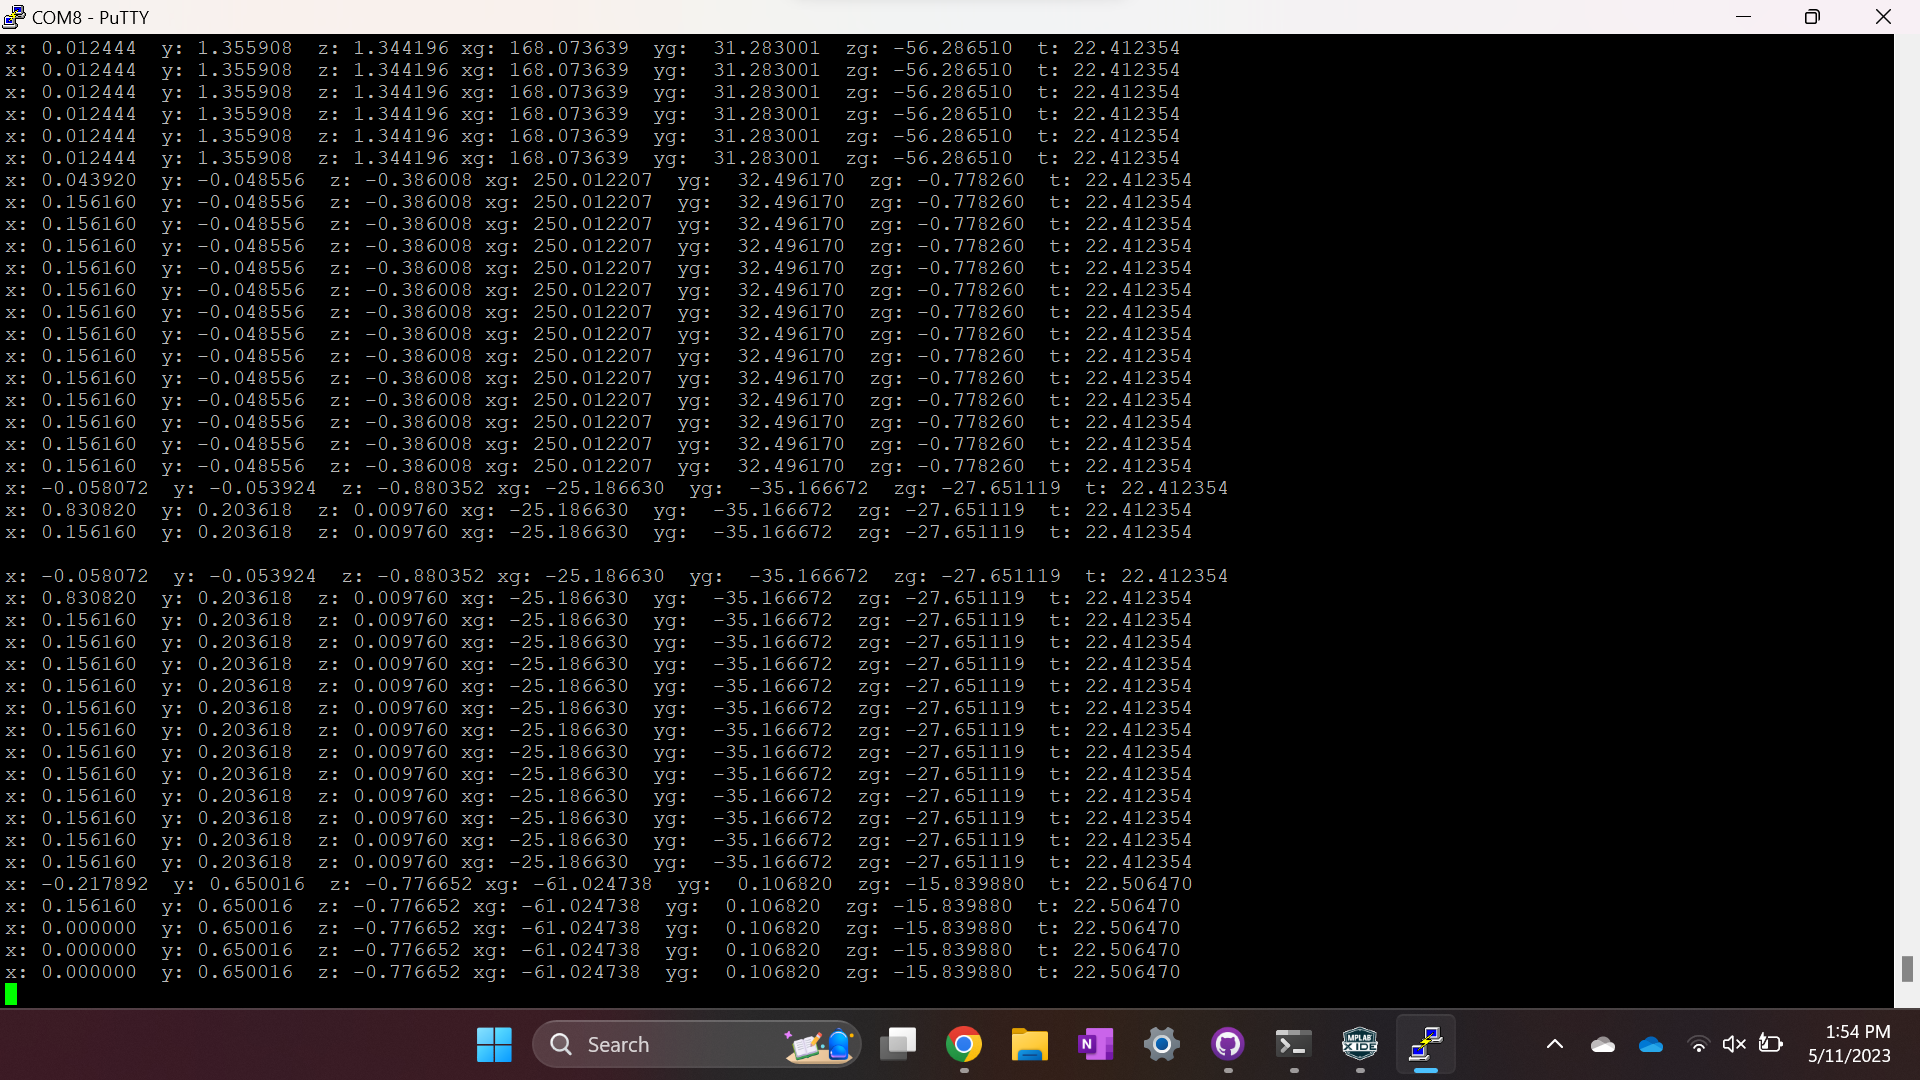 COM8 - PuTTY
x: 0.012444  y: 1.355908  z: 1.344196 xg: 168.073639  yg:  31.283001  zg: -56.286510  t: 22.412354
x: 0.012444  y: 1.355908  z: 1.344196 xg: 168.073639  yg:  31.283001  zg: -56.286510  t: 22.412354
x: 0.012444  y: 1.355908  z: 1.344196 xg: 168.073639  yg:  31.283001  zg: -56.286510  t: 22.412354
x: 0.012444  y: 1.355908  z: 1.344196 xg: 168.073639  yg:  31.283001  zg: -56.286510  t: 22.412354
x: 0.012444  y: 1.355908  z: 1.344196 xg: 168.073639  yg:  31.283001  zg: -56.286510  t: 22.412354
x: 0.012444  y: 1.355908  z: 1.344196 xg: 168.073639  yg:  31.283001  zg: -56.286510  t: 22.412354
x: 0.043920  y: -0.048556  z: -0.386008 xg: 250.012207  yg:  32.496170  zg: -0.778260  t: 22.412354
x: 0.156160  y: -0.048556  z: -0.386008 xg: 250.012207  yg:  32.496170  zg: -0.778260  t: 22.412354
x: 0.156160  y: -0.048556  z: -0.386008 xg: 250.012207  yg:  32.496170  zg: -0.778260  t: 22.412354
x: 0.156160  y: -0.048556  z: -0.386008 xg: 250.012207  yg:  32.496170  zg: -0.778260  t: 22.412354
x: 0.156160  y: -0.048556  z: -0.386008 xg: 250.012207  yg:  32.496170  zg: -0.778260  t: 22.412354
x: 0.156160  y: -0.048556  z: -0.386008 xg: 250.012207  yg:  32.496170  zg: -0.778260  t: 22.412354
x: 0.156160  y: -0.048556  z: -0.386008 xg: 250.012207  yg:  32.496170  zg: -0.778260  t: 22.412354
x: 0.156160  y: -0.048556  z: -0.386008 xg: 250.012207  yg:  32.496170  zg: -0.778260  t: 22.412354
x: 0.156160  y: -0.048556  z: -0.386008 xg: 250.012207  yg:  32.496170  zg: -0.778260  t: 22.412354
x: 0.156160  y: -0.048556  z: -0.386008 xg: 250.012207  yg:  32.496170  zg: -0.778260  t: 22.412354
x: 0.156160  y: -0.048556  z: -0.386008 xg: 250.012207  yg:  32.496170  zg: -0.778260  t: 22.412354
x: 0.156160  y: -0.048556  z: -0.386008 xg: 250.012207  yg:  32.496170  zg: -0.778260  t: 22.412354
x: 0.156160  y: -0.048556  z: -0.386008 xg: 250.012207  yg:  32.496170  zg: -0.778260  t: 22.412354
x: 0.156160  y: -0.048556  z: -0.386008 xg: 250.012207  yg:  32.496170  zg: -0.778260  t: 22.412354
x: -0.058072  y: -0.053924  z: -0.880352 xg: -25.186630  yg:  -35.166672  zg: -27.651119  t: 22.412354
x: 0.830820  y: 0.203618  z: 0.009760 xg: -25.186630  yg:  -35.166672  zg: -27.651119  t: 22.412354
x: 0.156160  y: 0.203618  z: 0.009760 xg: -25.186630  yg:  -35.166672  zg: -27.651119  t: 22.412354
x: -0.058072  y: -0.053924  z: -0.880352 xg: -25.186630  yg:  -35.166672  zg: -27.651119  t: 22.412354
x: 0.830820  y: 0.203618  z: 0.009760 xg: -25.186630  yg:  -35.166672  zg: -27.651119  t: 22.412354
x: 0.156160  y: 0.203618  z: 0.009760 xg: -25.186630  yg:  -35.166672  zg: -27.651119  t: 22.412354
x: 0.156160  y: 0.203618  z: 0.009760 xg: -25.186630  yg:  -35.166672  zg: -27.651119  t: 22.412354
x: 0.156160  y: 0.203618  z: 0.009760 xg: -25.186630  yg:  -35.166672  zg: -27.651119  t: 22.412354
x: 0.156160  y: 0.203618  z: 0.009760 xg: -25.186630  yg:  -35.166672  zg: -27.651119  t: 22.412354
x: 0.156160  y: 0.203618  z: 0.009760 xg: -25.186630  yg:  -35.166672  zg: -27.651119  t: 22.412354
x: 0.156160  y: 0.203618  z: 0.009760 xg: -25.186630  yg:  -35.166672  zg: -27.651119  t: 22.412354
x: 0.156160  y: 0.203618  z: 0.009760 xg: -25.186630  yg:  -35.166672  zg: -27.651119  t: 22.412354
x: 0.156160  y: 0.203618  z: 0.009760 xg: -25.186630  yg:  -35.166672  zg: -27.651119  t: 22.412354
x: 0.156160  y: 0.203618  z: 0.009760 xg: -25.186630  yg:  -35.166672  zg: -27.651119  t: 22.412354
x: 0.156160  y: 0.203618  z: 0.009760 xg: -25.186630  yg:  -35.166672  zg: -27.651119  t: 22.412354
x: 0.156160  y: 0.203618  z: 0.009760 xg: -25.186630  yg:  -35.166672  zg: -27.651119  t: 22.412354
x: 0.156160  y: 0.203618  z: 0.009760 xg: -25.186630  yg:  -35.166672  zg: -27.651119  t: 22.412354
x: -0.217892  y: 0.650016  z: -0.776652 xg: -61.024738  yg:  0.106820  zg: -15.839880  t: 22.506470
x: 0.156160  y: 0.650016  z: -0.776652 xg: -61.024738  yg:  0.106820  zg: -15.839880  t: 22.506470
x: 0.000000  y: 0.650016  z: -0.776652 xg: -61.024738  yg:  0.106820  zg: -15.839880  t: 22.506470
x: 0.000000  y: 0.650016  z: -0.776652 xg: -61.024738  yg:  0.106820  zg: -15.839880  t: 22.506470
x: 0.000000  y: 0.650016  z: -0.776652 xg: -61.024738  yg:  0.106820  zg: -15.839880  t: 22.506470
Search
N
MPLAB
X IDE
1:54 PM
5/11/2023